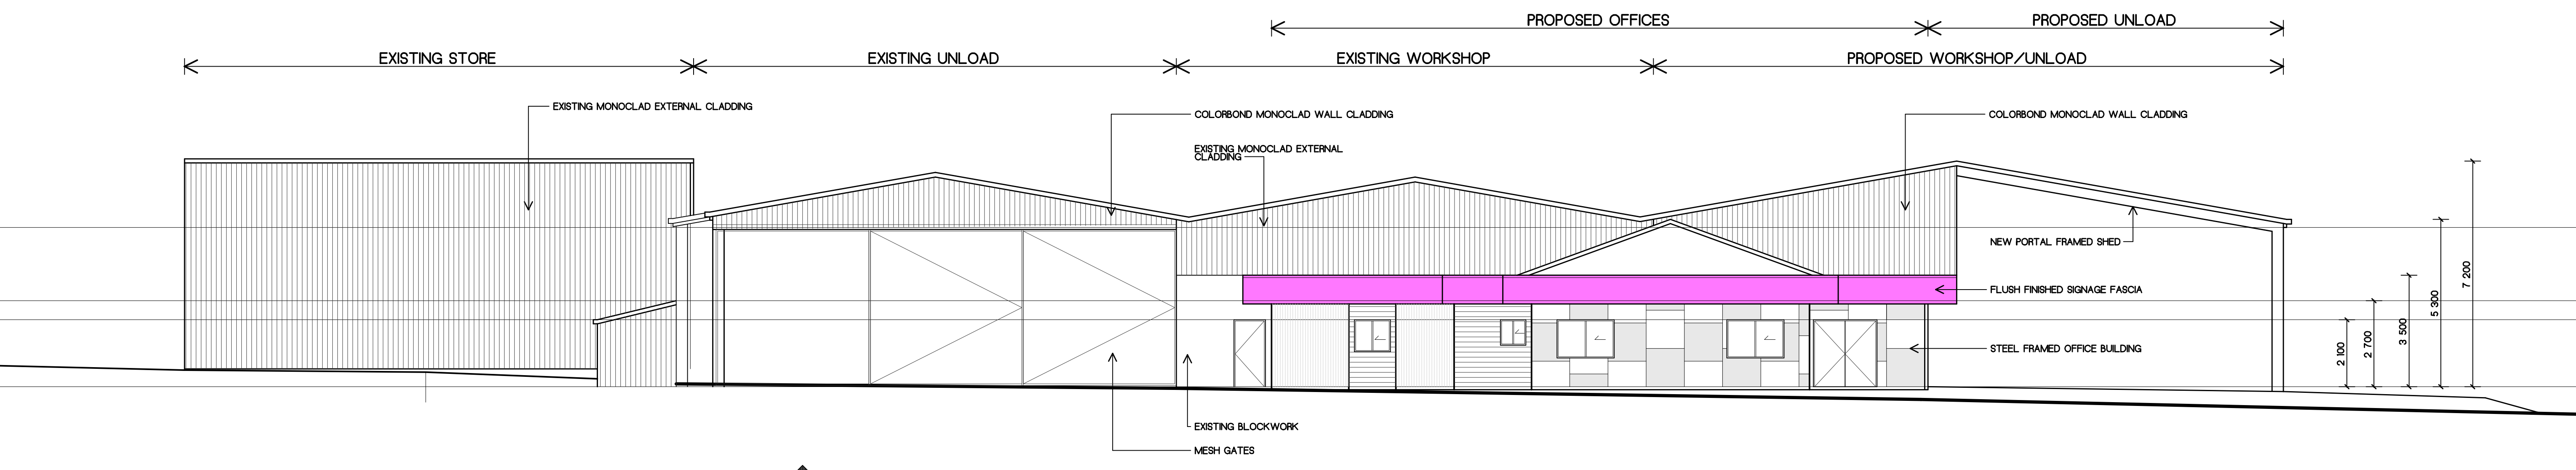 PROPOSED OFFICES
PROPOSED UNLOAD
EXISTING STORE
EXISTING UNLOAD
EXISTING WORKSHOP
PROPOSED WORKSHOP/UNLOAD
EXISTING MONOCLAD EXTERNAL CLADDING
COLORBOND MONOCLAD WALL CLADDING
COLORBOND MONOCLAD WALL CLADDING
EXISTING MONOCLAD EXTERNAL
CLADDING
NEW PORTAL FRAMED SHED
FLUSH FINISHED SIGNAGE FASCIA
STEEL FRAMED OFFICE BUILDING
2 100
2 700
3 500
5 300
7 200
EXISTING BLOCKWORK
MESH GATES